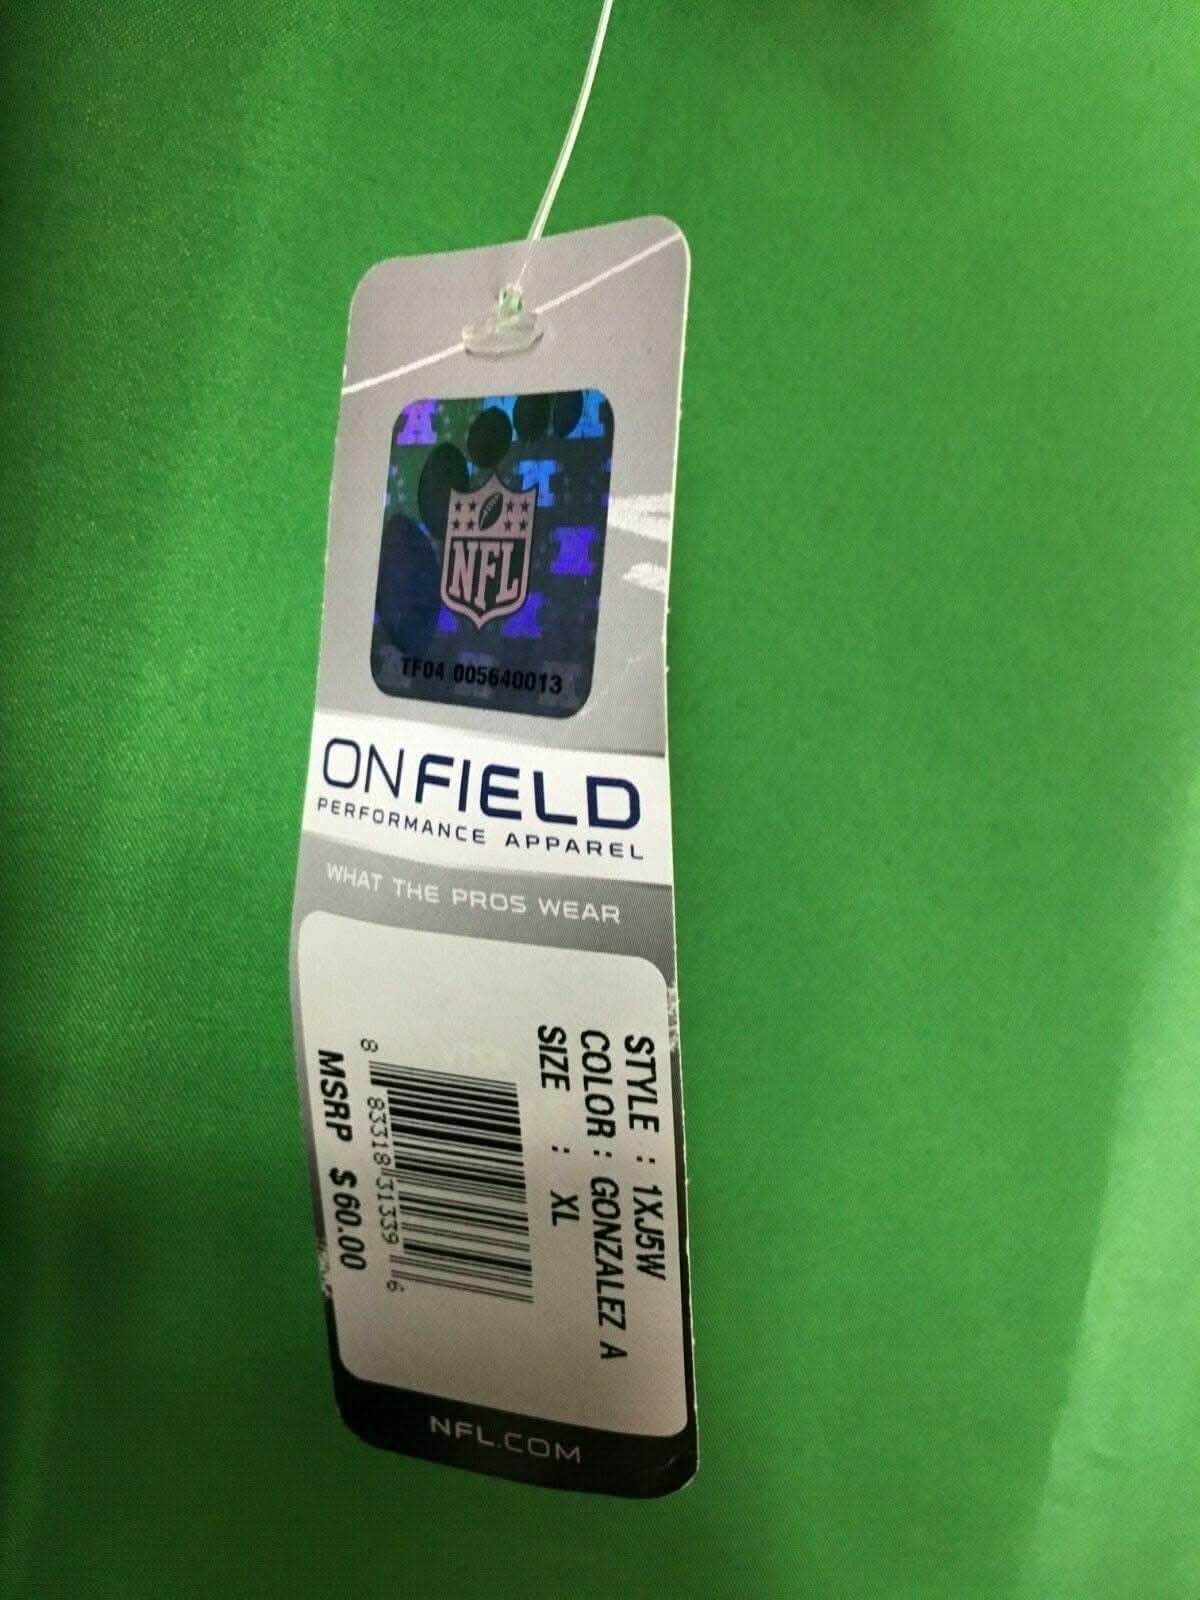 NFL
TF04 005640013
ONFIELD
PERFORMANCE APPAREL
WHAT THE PROS WEAR
STYLE : 1XJ5W
COLOR : GONZALEZ A
SIZE : XL
8 83318 31339 6
MSRP $60.00
NFL.COM